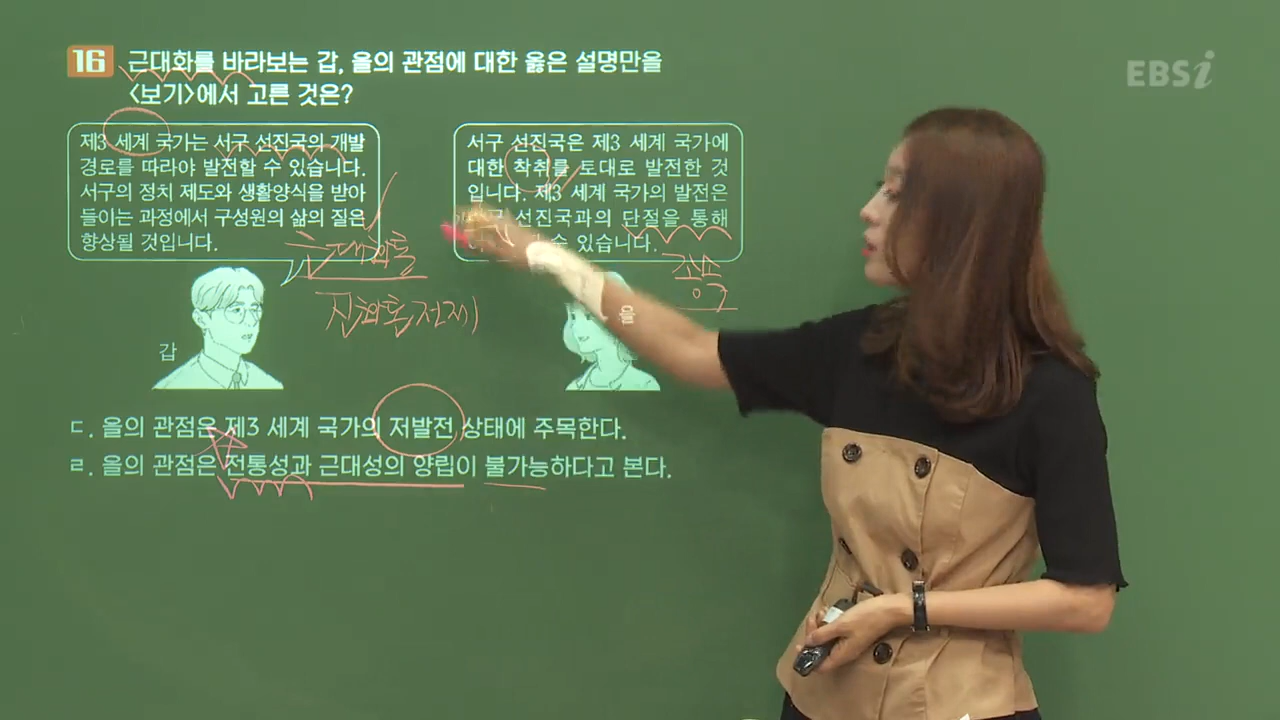 16 근대화를 바라보는 갑, 을의 관점에 대한 옳은 설명만을
<보기>에서 고른 것은?
EBSi
제3 세계 국가는 서구 선진국의 개발
경로를 따라야 발전할 수 있습니다.
서구의 정치 제도와 생활양식을 받아
들이는 과정에서 구성원의 삶의 질은
향상될 것입니다.
근대화론
진화론 전제
갑
서구 선진국은 제3 세계 국가에
대한 착취를 토대로 발전한 것
입니다. 제3 세계 국가의 발전은
선진국과의 단절을 통해
수 있습니다.
종속
을
ㄷ. 을의 관점은 제3 세계 국가의 저발전 상태에 주목한다.
ㄹ. 을의 관점은 전통성과 근대성의 양립이 불가능하다고 본다.